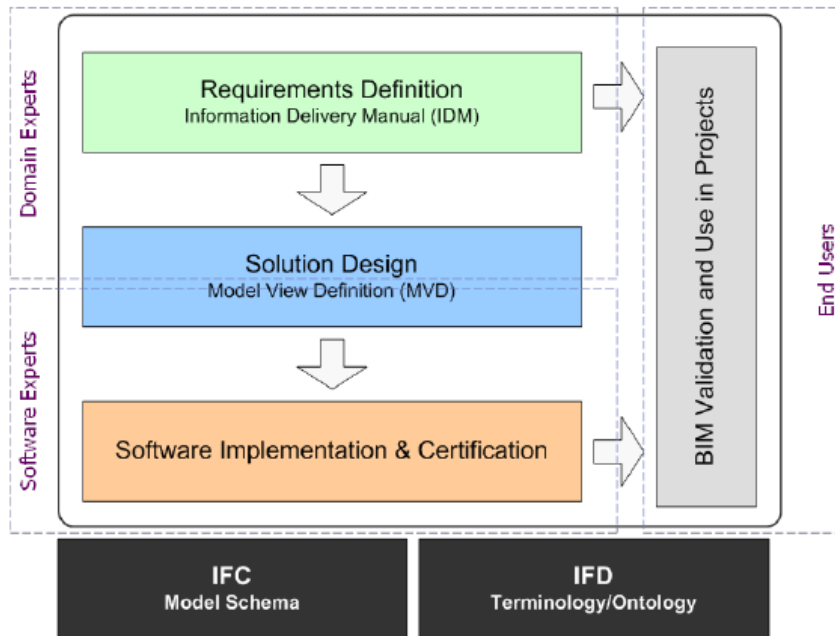 Domain Experts
Requirements Definition
Information Delivery Manual (IDM)
Solution Design
Model View Definition (MVD)
Software Experts
Software Implementation & Certification
BIM Validation and Use in Projects
End Users
IFC
Model Schema
IFD
Terminology/Ontology